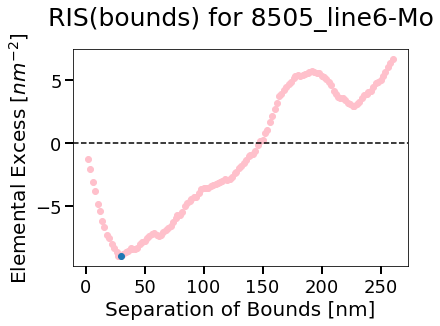 RIS(bounds) for 8505_line6-Mo
Elemental Excess [nm⁻²]
5
0
−5
0 50 100 150 200 250
Separation of Bounds [nm]